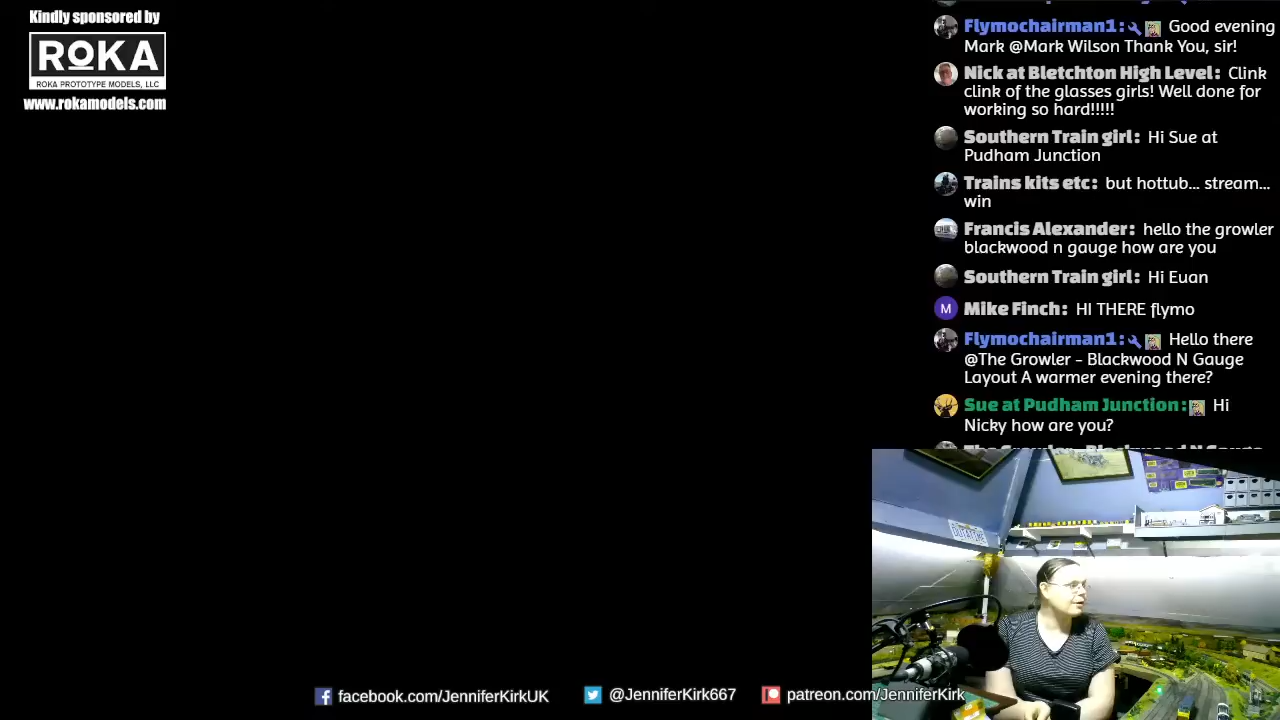 Kindly sponsored by
ROKA
ROKA PROTOTYPE MODELS, LLC
www.rokamodels.com
Flymochairman1: Good evening
Mark @Mark Wilson Thank You, sir!
Nick at Bletchton High Level: Clink
clink of the glasses girls! Well done for
working so hard!!!!!
Southern Train girl: Hi Sue at
Pudham Junction
Trains kits etc: but hottub... stream...
win
Francis Alexander: hello the growler
blackwood n gauge how are you
Southern Train girl: Hi Euan
M Mike Finch: HI THERE flymo
Flymochairman1: Hello there
@The Growler - Blackwood N Gauge
Layout A warmer evening there?
Sue at Pudham Junction: Hi
Nicky how are you?
The Growler - Blackwood N Gauge
OUTATIME
facebook.com/JenniferKirkUK
@JenniferKirk667
patreon.com/JenniferKirk